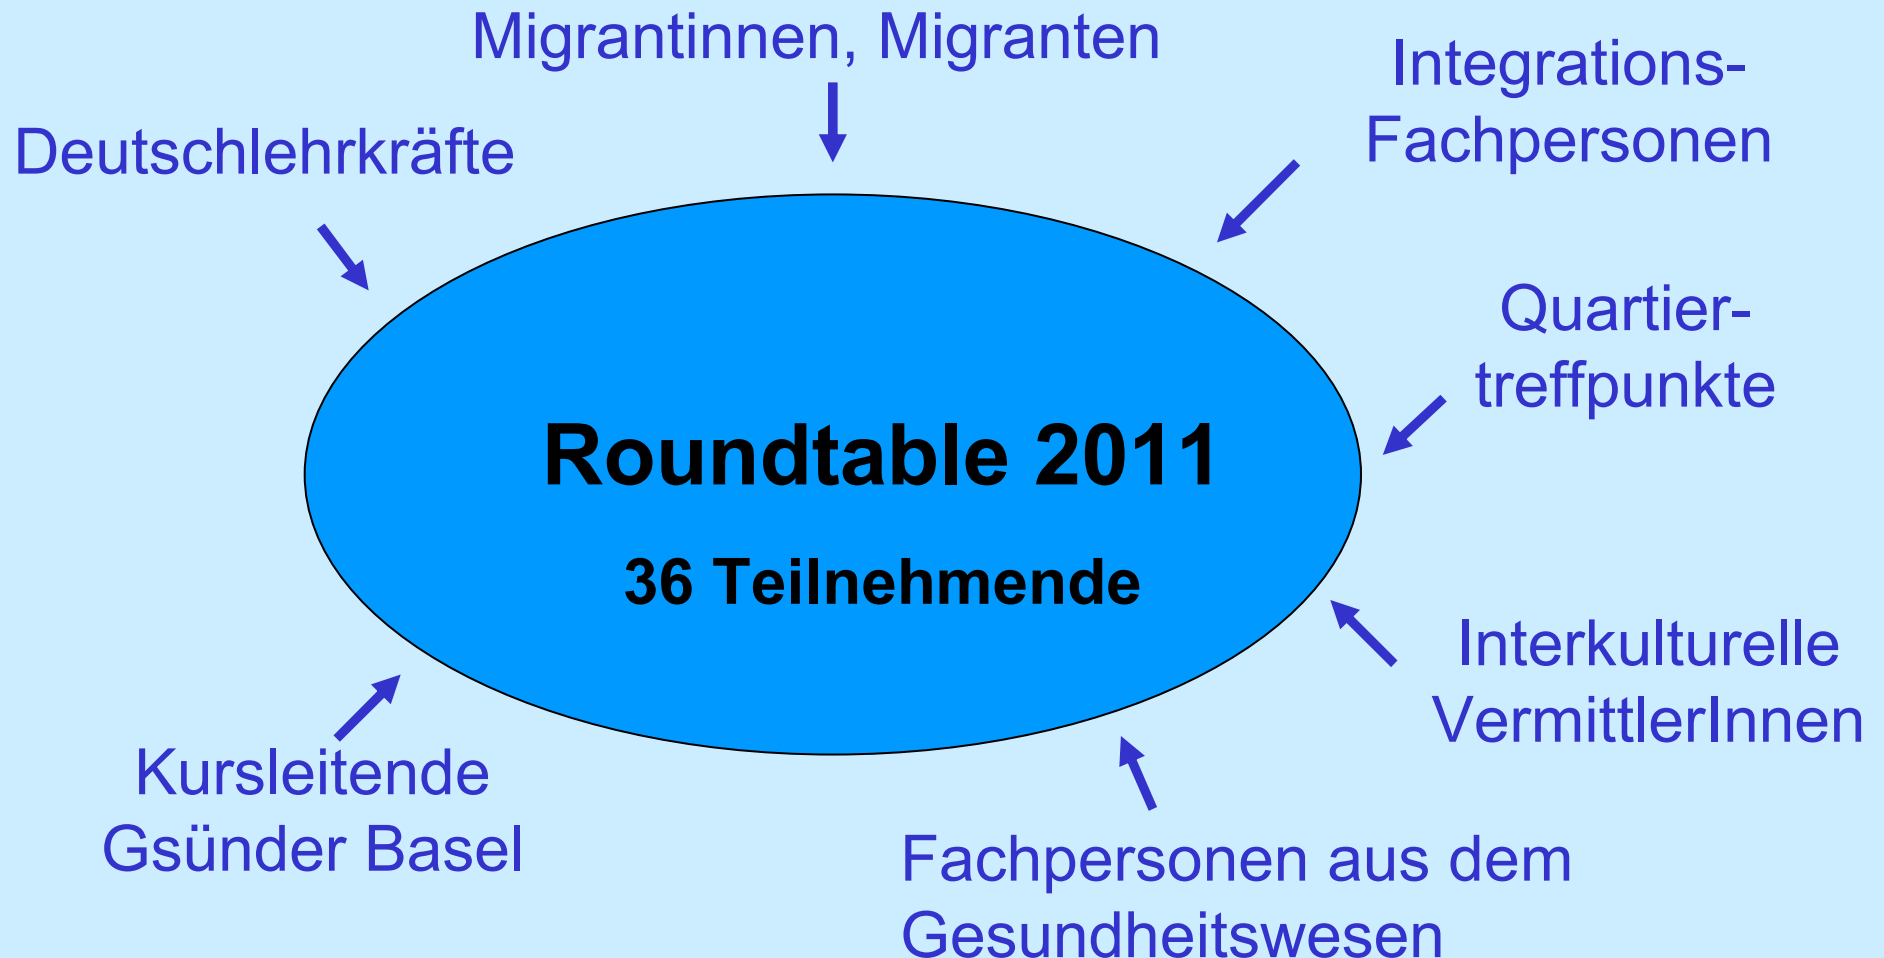 Migrantinnen, Migranten
Integrations-
Fachpersonen
Deutschlehrkräfte
Quartier-
treffpunkte
Roundtable 2011
36 Teilnehmende
Interkulturelle
VermittlerInnen
Kursleitende
Gsünder Basel
Fachpersonen aus dem
Gesundheitswesen